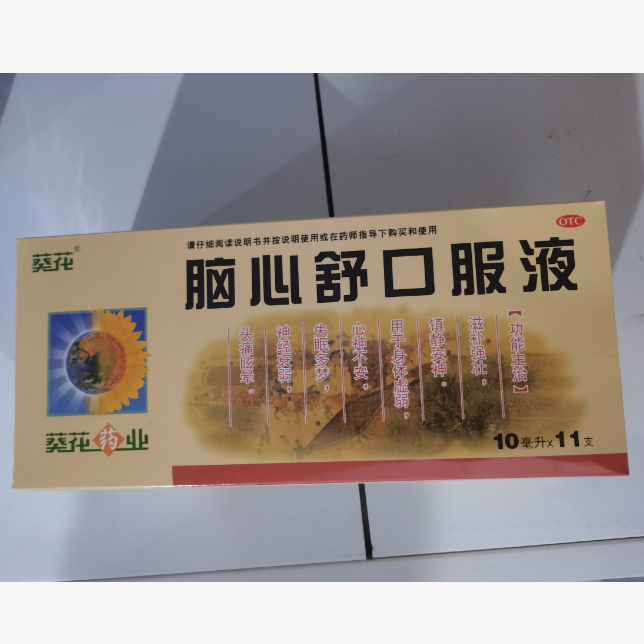 葵花®
OTC
请仔细阅读说明书并按说明使用或在药师指导下购买和使用
脑心舒口服液
【功能主治】
滋补强壮，
镇静安神。
用于身体虚弱，
心神不安，
失眠多梦，
神经衰弱，
头痛眩晕。
葵花药业
10毫升x11支